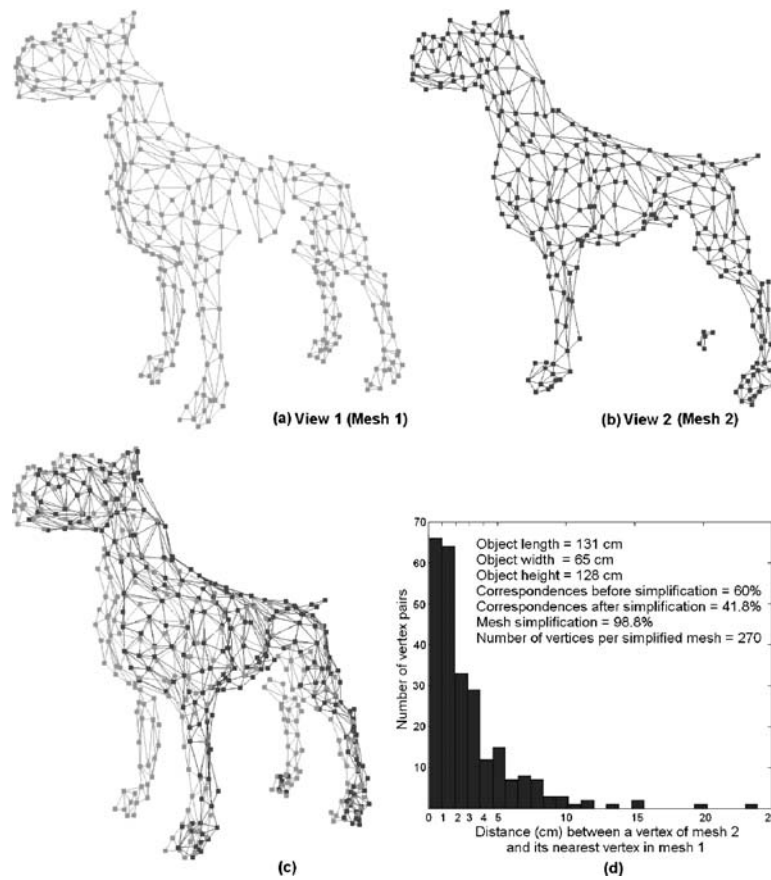 (a) View 1 (Mesh 1)
(b) View 2 (Mesh 2)
(c)
70
60
50
40
30
20
10
Number of vertex pairs
Object length = 131 cm
Object width = 65 cm
Object height = 128 cm
Correspondences before simplification = 60%
Correspondences after simplification = 41.8%
Mesh simplification = 98.8%
Number of vertices per simplified mesh = 270
0 1 2 3 4 5 10 15 20
Distance (cm) between a vertex of mesh 2
and its nearest vertex in mesh 1
(d)